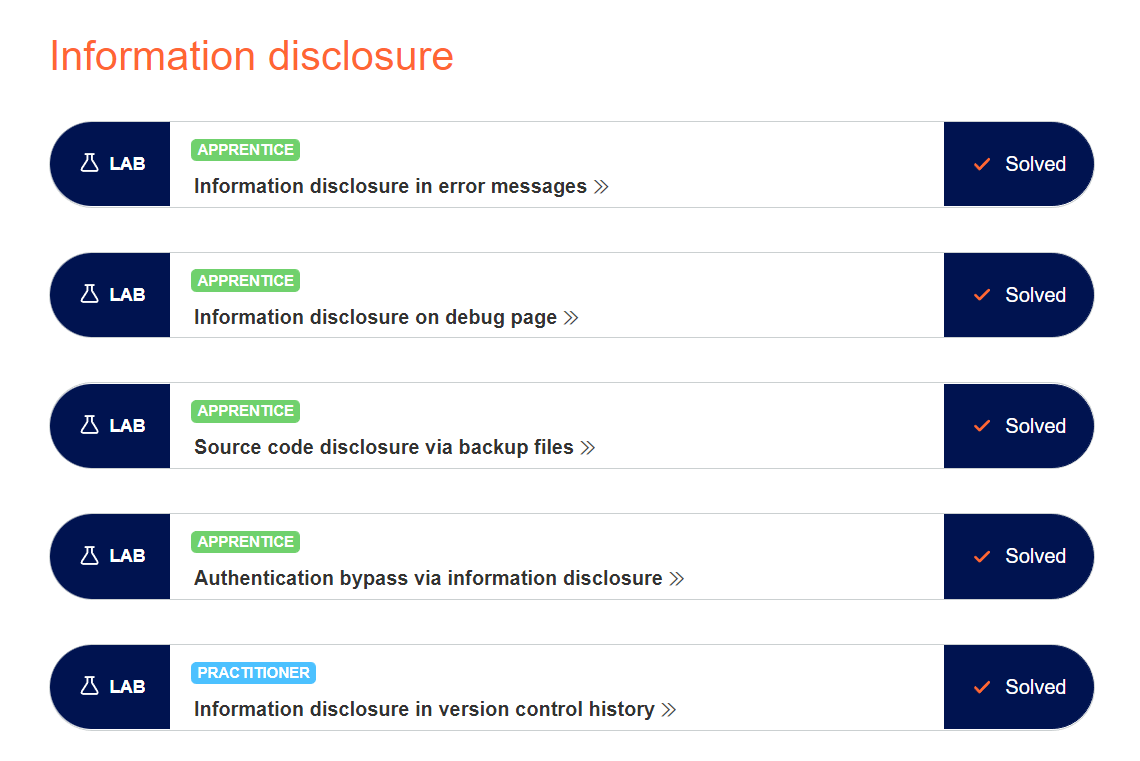 Information disclosure
LAB
APPRENTICE
Information disclosure in error messages
Solved
LAB
APPRENTICE
Information disclosure on debug page
Solved
LAB
APPRENTICE
Source code disclosure via backup files
Solved
LAB
APPRENTICE
Authentication bypass via information disclosure
Solved
LAB
PRACTITIONER
Information disclosure in version control history
Solved